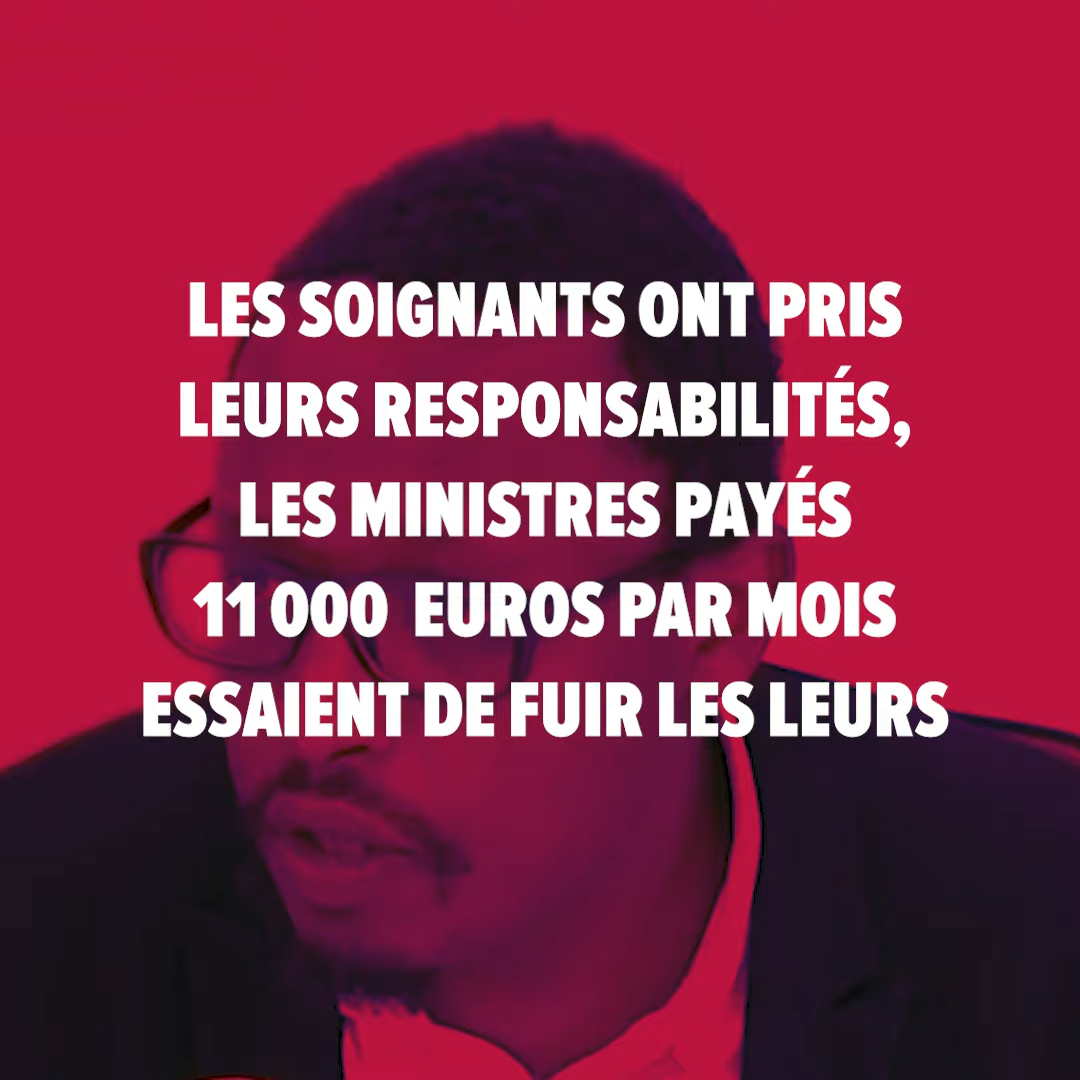 LES SOIGNANTS ONT PRIS
LEURS RESPONSABILITÉS,
LES MINISTRES PAYÉS
11 000 EUROS PAR MOIS
ESSAIENT DE FUIR LES LEURS